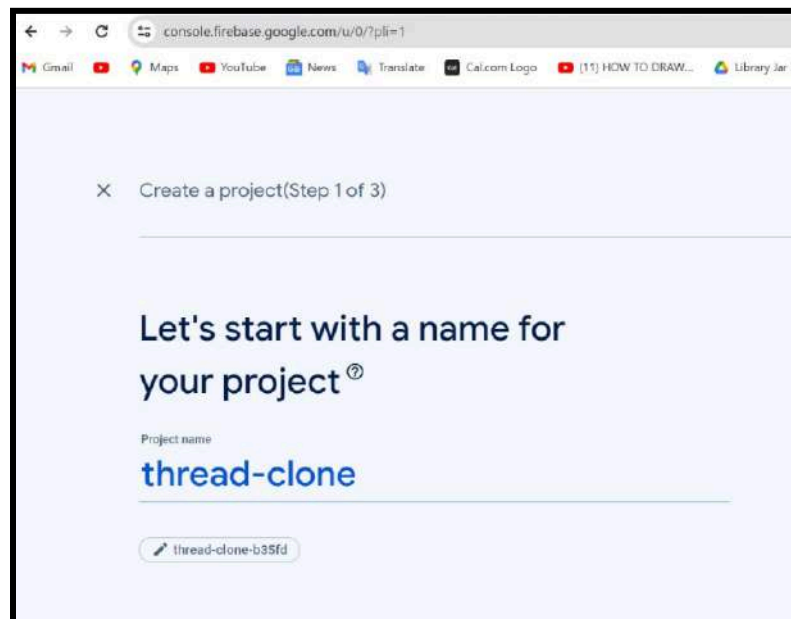 console.firebase.google.com/u/0/?pli=1
Gmail Maps YouTube News Translate Cal.com Logo (11) HOW TO DRAW... Library Jar
Create a project(Step 1 of 3)
Let's start with a name for
your project
Project name
thread-clone
thread-clone-b35fd